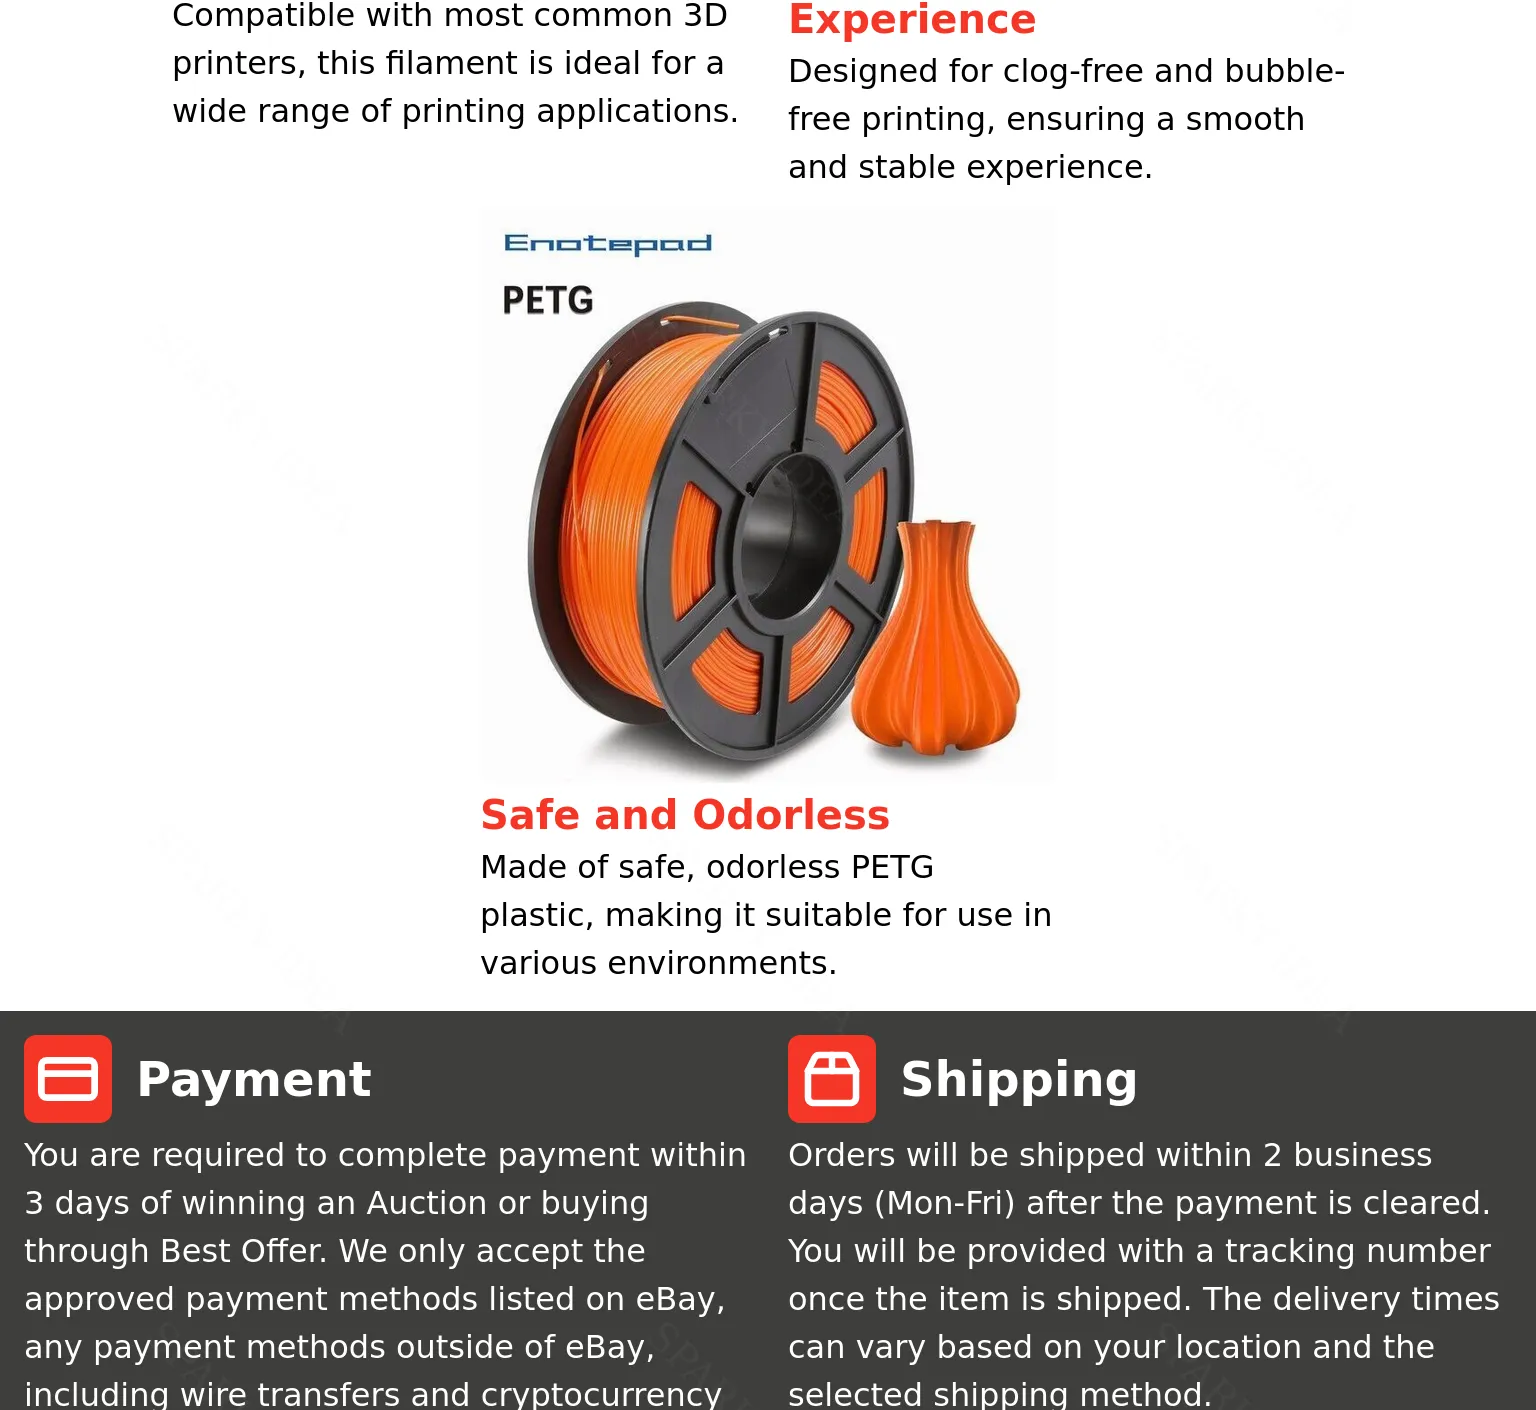 Compatible with most common 3D
printers, this filament is ideal for a
wide range of printing applications.
Experience
Designed for clog-free and bubble-
free printing, ensuring a smooth
and stable experience.
Enotepad
PETG
Safe and Odorless
Made of safe, odorless PETG
plastic, making it suitable for use in
various environments.
Payment
You are required to complete payment within
3 days of winning an Auction or buying
through Best Offer. We only accept the
approved payment methods listed on eBay,
any payment methods outside of eBay,
including wire transfers and cryptocurrency
Shipping
Orders will be shipped within 2 business
days (Mon-Fri) after the payment is cleared.
You will be provided with a tracking number
once the item is shipped. The delivery times
can vary based on your location and the
selected shipping method.